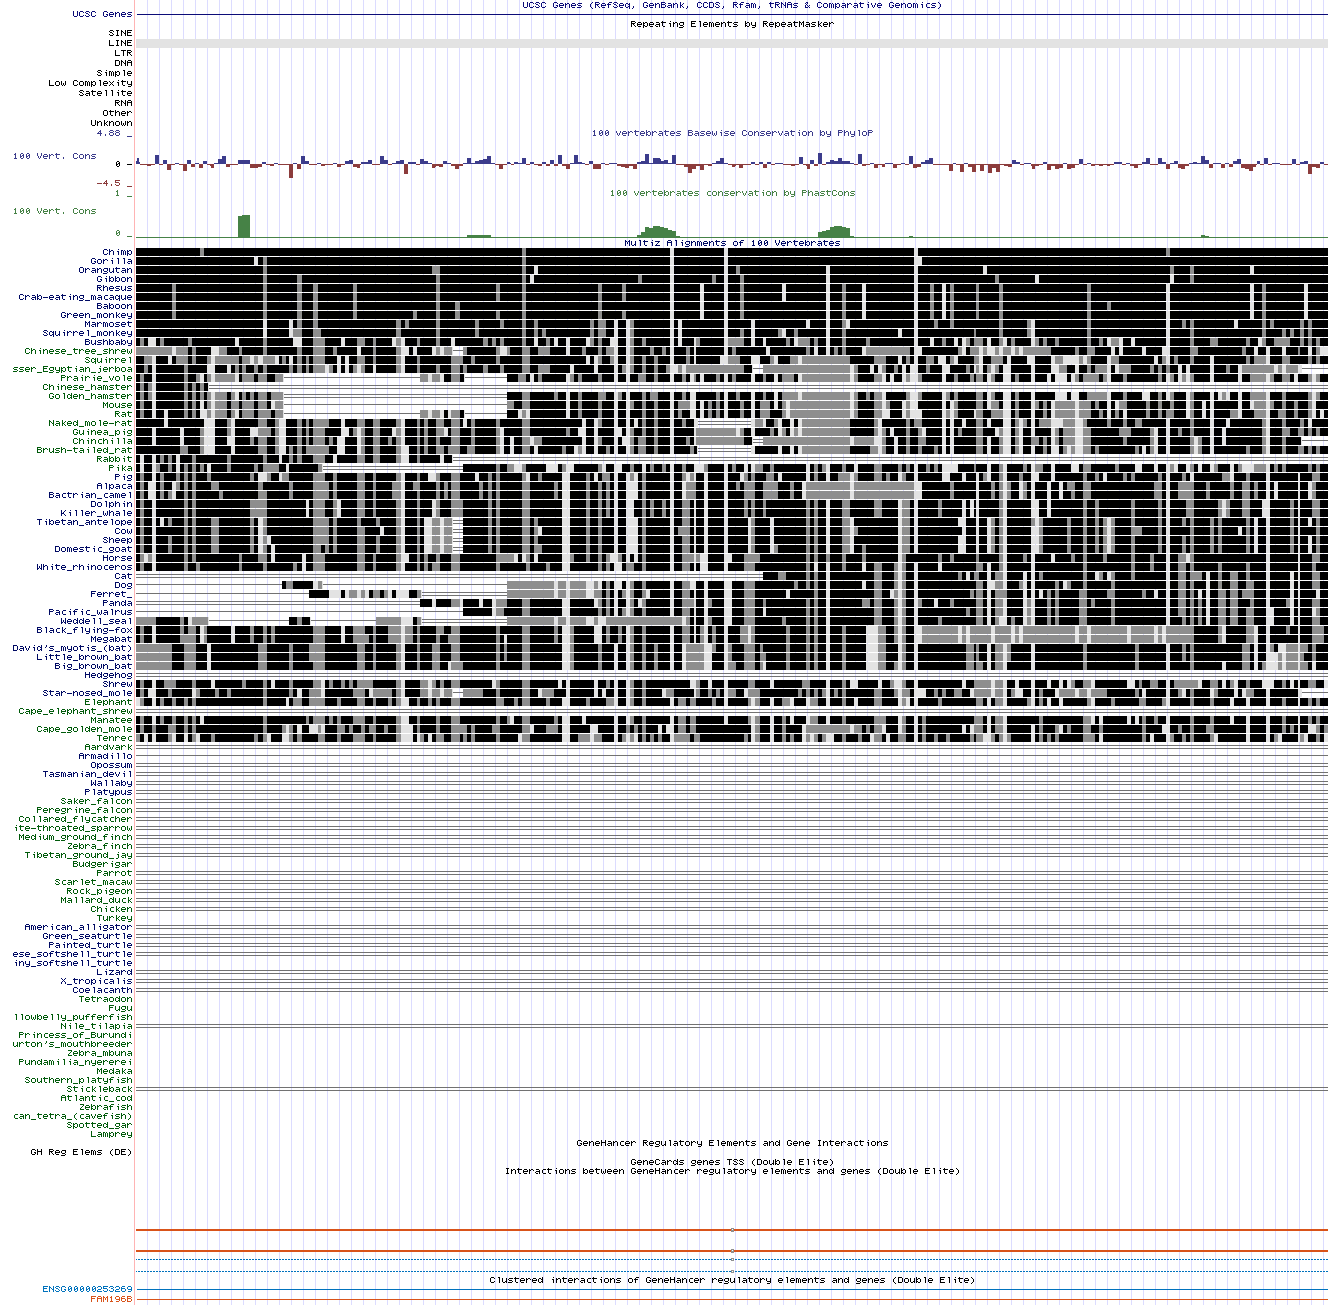 UCSC Genes (RefSeq, GenBank, CCDS, Rfam, tRNAs & Comparative Genomics)
UCSC Genes
Repeating Elements by RepeatMasker
SINE
LINE
LTR
DNA
Simple
Low Complexity
Satellite
RNA
Other
Unknown
4.88 _
100 vertebrates Basewise Conservation by PhyloP
100 Vert. Cons
0 _
-4.5 _
1 _
100 vertebrates conservation by PhastCons
100 Vert. Cons
0 _
Multiz Alignments of 100 Vertebrates
Chimp
Gorilla
Orangutan
Gibbon
Rhesus
Crab-eating_macaque
Baboon
Green_monkey
Marmoset
Squirrel_monkey
Bushbaby
Chinese_tree_shrew
Squirrel
sser_Egyptian_jerboa
Prairie_vole
Chinese_hamster
Golden_hamster
Mouse
Rat
Naked_mole-rat
Guinea_pig
Chinchilla
Brush-tailed_rat
Rabbit
Pika
Pig
Alpaca
Bactrian_camel
Dolphin
Killer_whale
Tibetan_antelope
Cow
Sheep
Domestic_goat
Horse
White_rhinoceros
Cat
Dog
Ferret_
Panda
Pacific_walrus
Weddell_seal
Black_flying-fox
Megabat
David's_myotis_(bat)
Little_brown_bat
Big_brown_bat
Hedgehog
Shrew
Star-nosed_mole
Elephant
Cape_elephant_shrew
Manatee
Cape_golden_mole
Tenrec
Aardvark
Armadillo
Opossum
Tasmanian_devil
Wallaby
Platypus
Saker_falcon
Peregrine_falcon
Collared_flycatcher
ite-throated_sparrow
Medium_ground_finch
Zebra_finch
Tibetan_ground_jay
Budgerigar
Parrot
Scarlet_macaw
Rock_pigeon
Mallard_duck
Chicken
Turkey
American_alligator
Green_seaturtle
Painted_turtle
ese_softshell_turtle
iny_softshell_turtle
Lizard
X_tropicalis
Coelacanth
Tetraodon
Fugu
llowbelly_pufferfish
Nile_tilapia
Princess_of_Burundi
urton's_mouthbreeder
Zebra_mbuna
Pundamilia_nyererei
Medaka
Southern_platyfish
Stickleback
Atlantic_cod
Zebrafish
can_tetra_(cavefish)
Spotted_gar
Lamprey
GeneHancer Regulatory Elements and Gene Interactions
GH Reg Elems (DE)
GeneCards genes TSS (Double Elite)
Interactions between GeneHancer regulatory elements and genes (Double Elite)
Clustered interactions of GeneHancer regulatory elements and genes (Double Elite)
ENSG00000253269
FAM196B